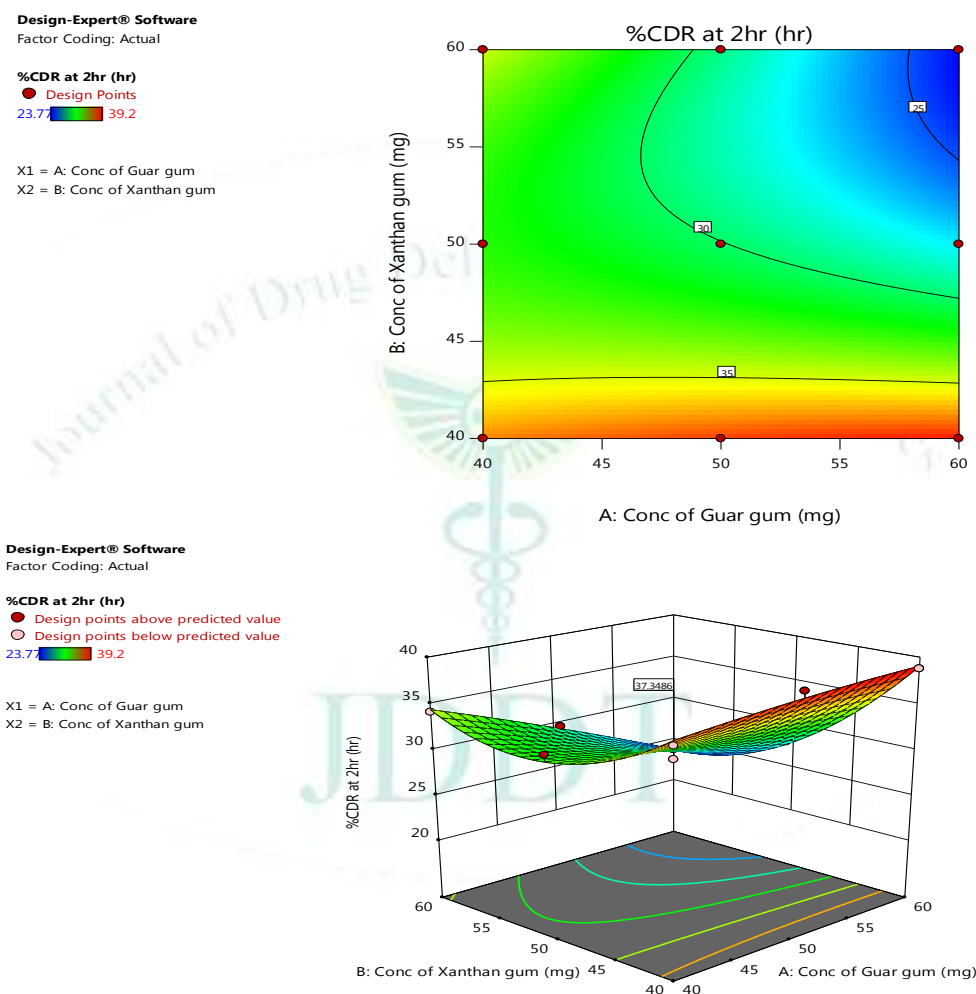 Design-Expert® Software
Factor Coding: Actual
%CDR at 2hr (hr)
Design Points
23.77 39.2
X1 = A: Conc of Guar gum
X2 = B: Conc of Xanthan gum
%CDR at 2hr (hr)
60
55
50
45
40
B: Conc of Xanthan gum (mg)
25
30
35
40 45 50 55 60
A: Conc of Guar gum (mg)
Journal of Drug Del
Design-Expert® Software
Factor Coding: Actual
%CDR at 2hr (hr)
Design points above predicted value
Design points below predicted value
23.77 39.2
X1 = A: Conc of Guar gum
X2 = B: Conc of Xanthan gum
40
35
30
25
20
%CDR at 2hr (hr)
37.3486
JDDT
60
55
50
45
40
B: Conc of Xanthan gum (mg)
40
45
50
55
60
A: Conc of Guar gum (mg)